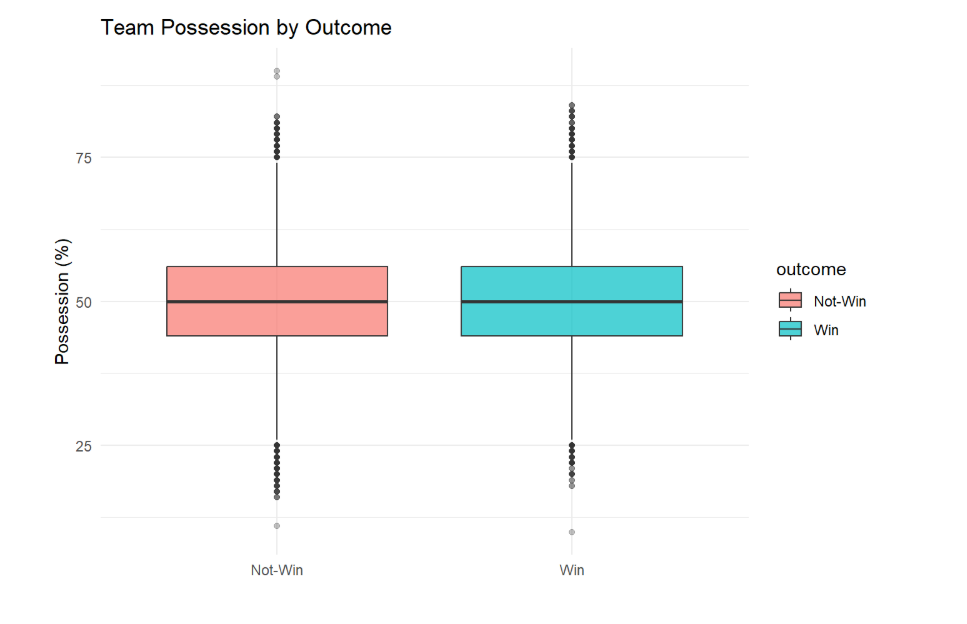 Team Possession by Outcome
Possession (%)
75
50
25
Not-Win
Win
outcome
Not-Win
Win